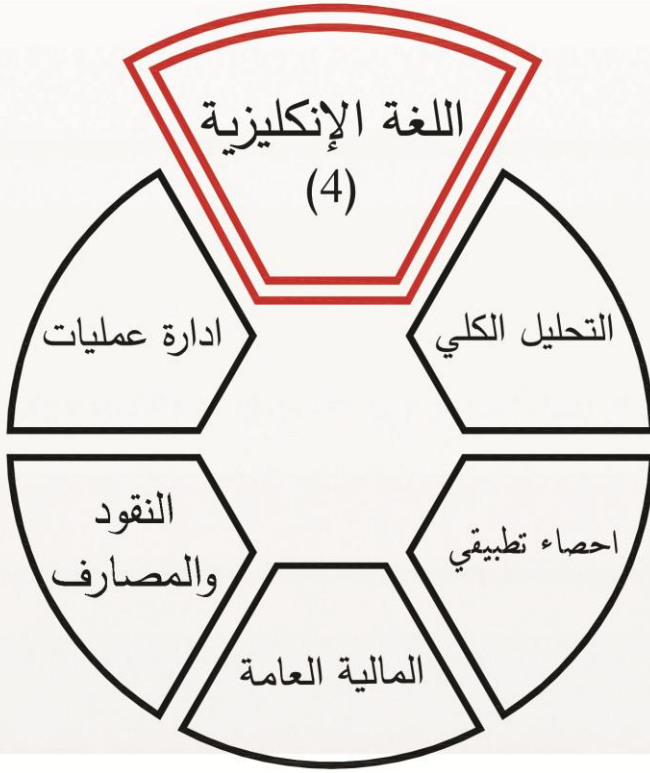 اللغة الإنكليزية
(4)
التحليل الكلي
ادارة عمليات
احصاء تطبيقي
النقود
والمصارف
المالية العامة